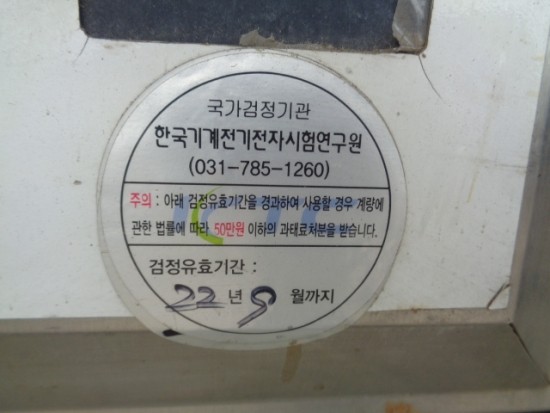 국가검정기관
한국기계전기전자시험연구원
(031-785-1260)
주의 : 아래 검정유효기간을 경과하여 사용할 경우 계량에
관한 법률에 따라 50만원 이하의 과태료처분을 받습니다.
검정유효기간 :
22 년 9 월까지